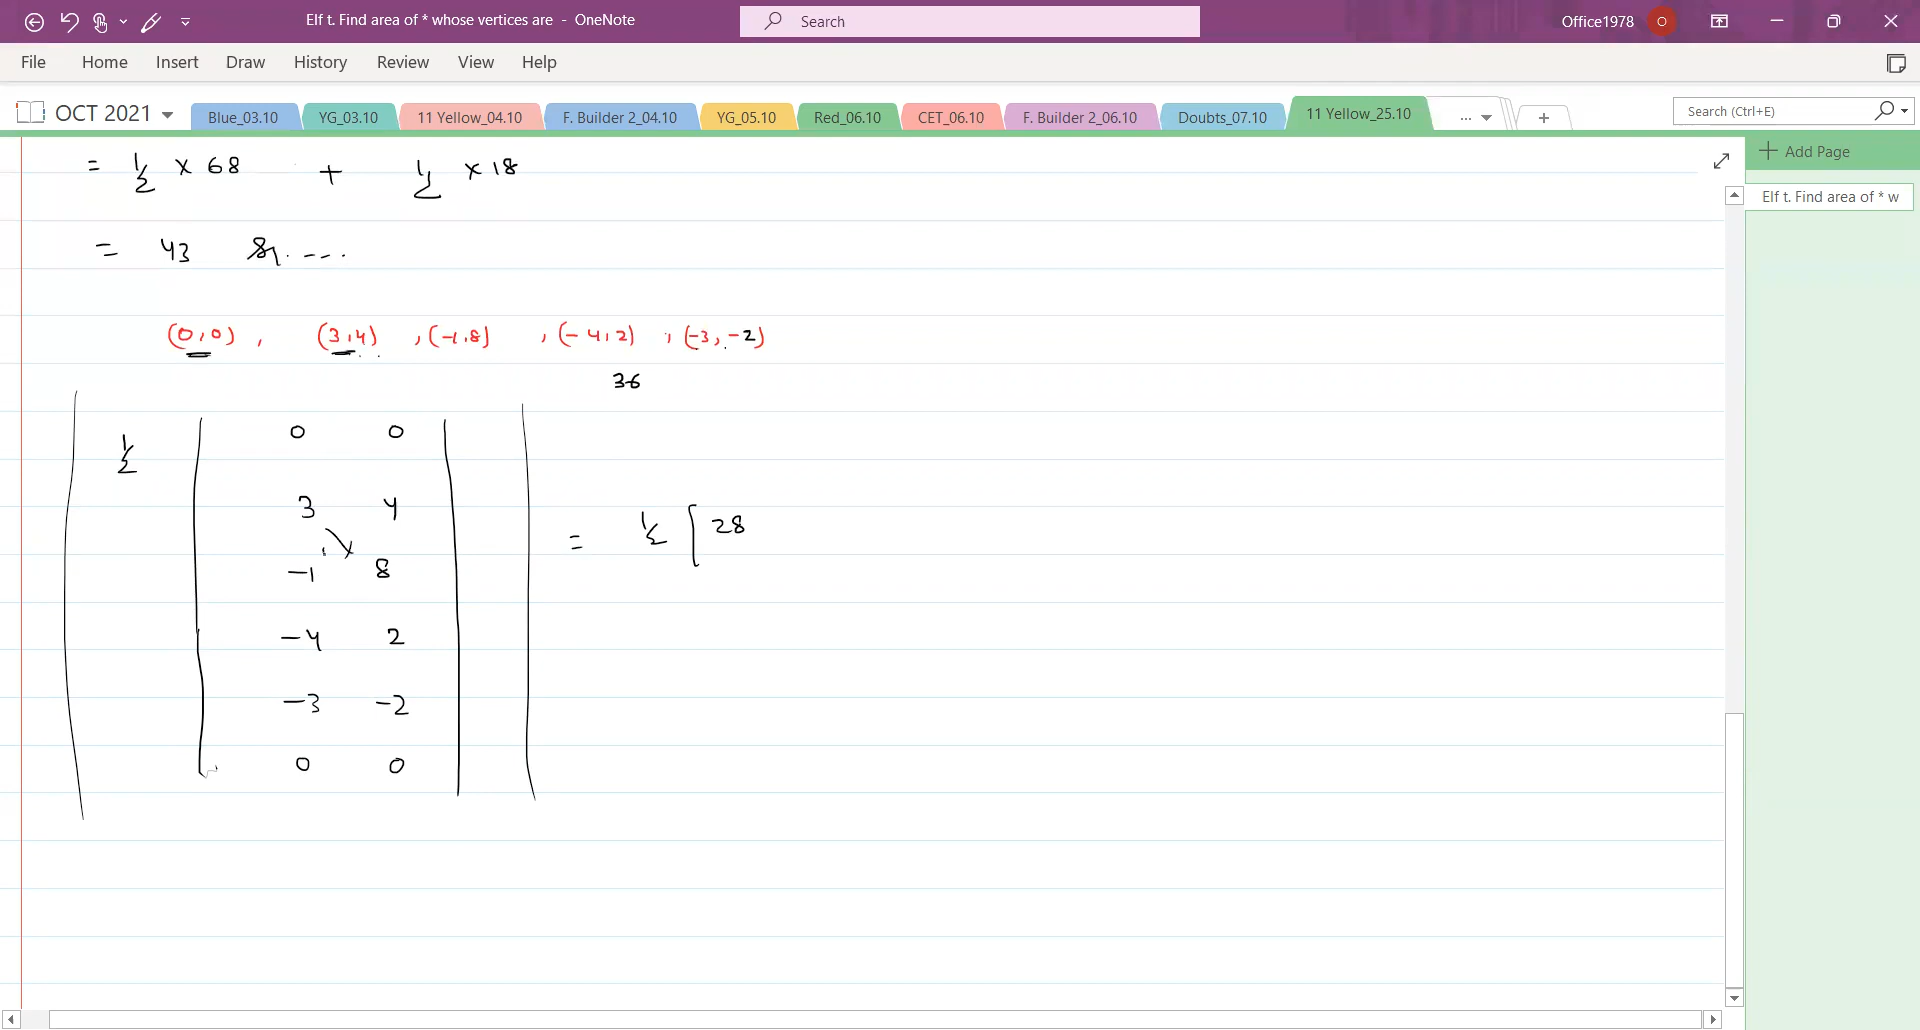 Elf t. Find area of * whose vertices are - OneNote
Search
Office1978
O
File Home Insert Draw History Review View Help
OCT 2021
Blue_03.10 YG_03.10 11 Yellow_04.10 F. Builder 2_04.10 YG_05.10 Red_06.10 CET_06.10 F. Builder 2_06.10 Doubts_07.10 11 Yellow_25.10 ... +
Search (Ctrl+E)
Add Page
Elf t. Find area of * w
= 1/2 × 68 + 1/2 × 18
= 43 Sq. ---.
(0,0), (3,4), (-1,8), (-4,2), (-3,-2)
36
1/2
0 0
3 4
-1 8
-4 2
-3 -2
0 0
= 1/2 [28